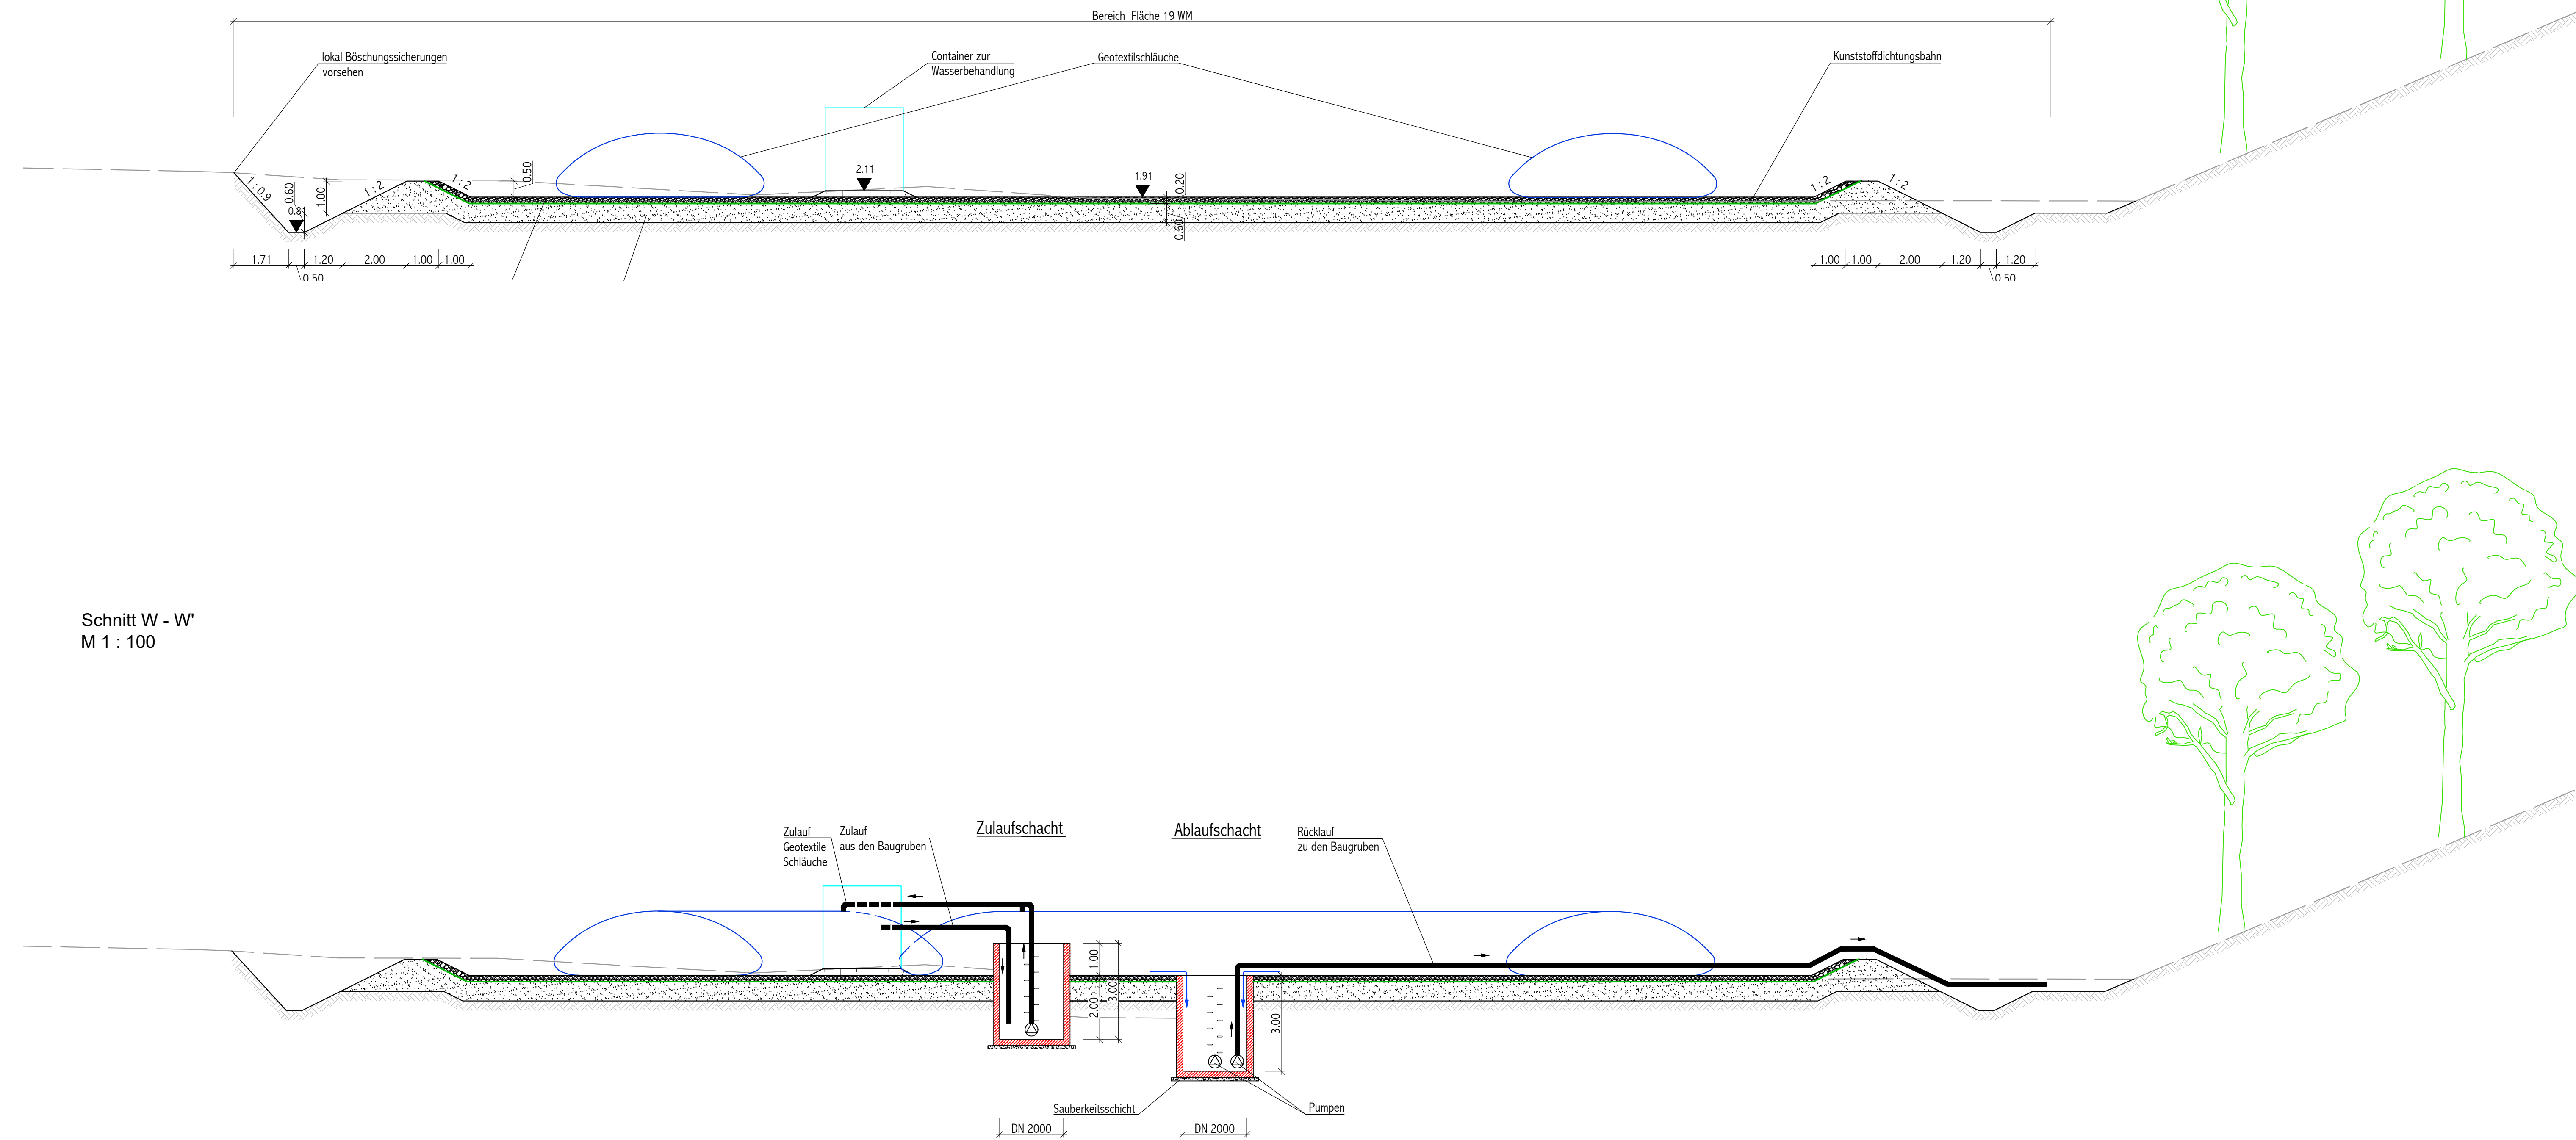 Bereich Fläche 19 WM
lokal Böschungssicherungen
vorsehen
Container zur
Wasserbehandlung
Geotextilschläuche
Kunststoffdichtungsbahn
1:0.9
0.60
0.81
1.00
1:2
1:2
0.50
2.11
1.91
0.20
0.60
1:2
1:2
1.71
0.50
1.20
2.00
1.00
1.00
1.00
1.00
2.00
1.20
0.50
1.20
Schnitt W - W'
M 1 : 100
Zulauf
Geotextile
Schläuche
Zulauf
aus den Baugruben
Zulaufschacht
Ablaufschacht
Rücklauf
zu den Baugruben
1.00
2.00
3.00
3.00
Sauberkeitsschicht
Pumpen
DN 2000
DN 2000